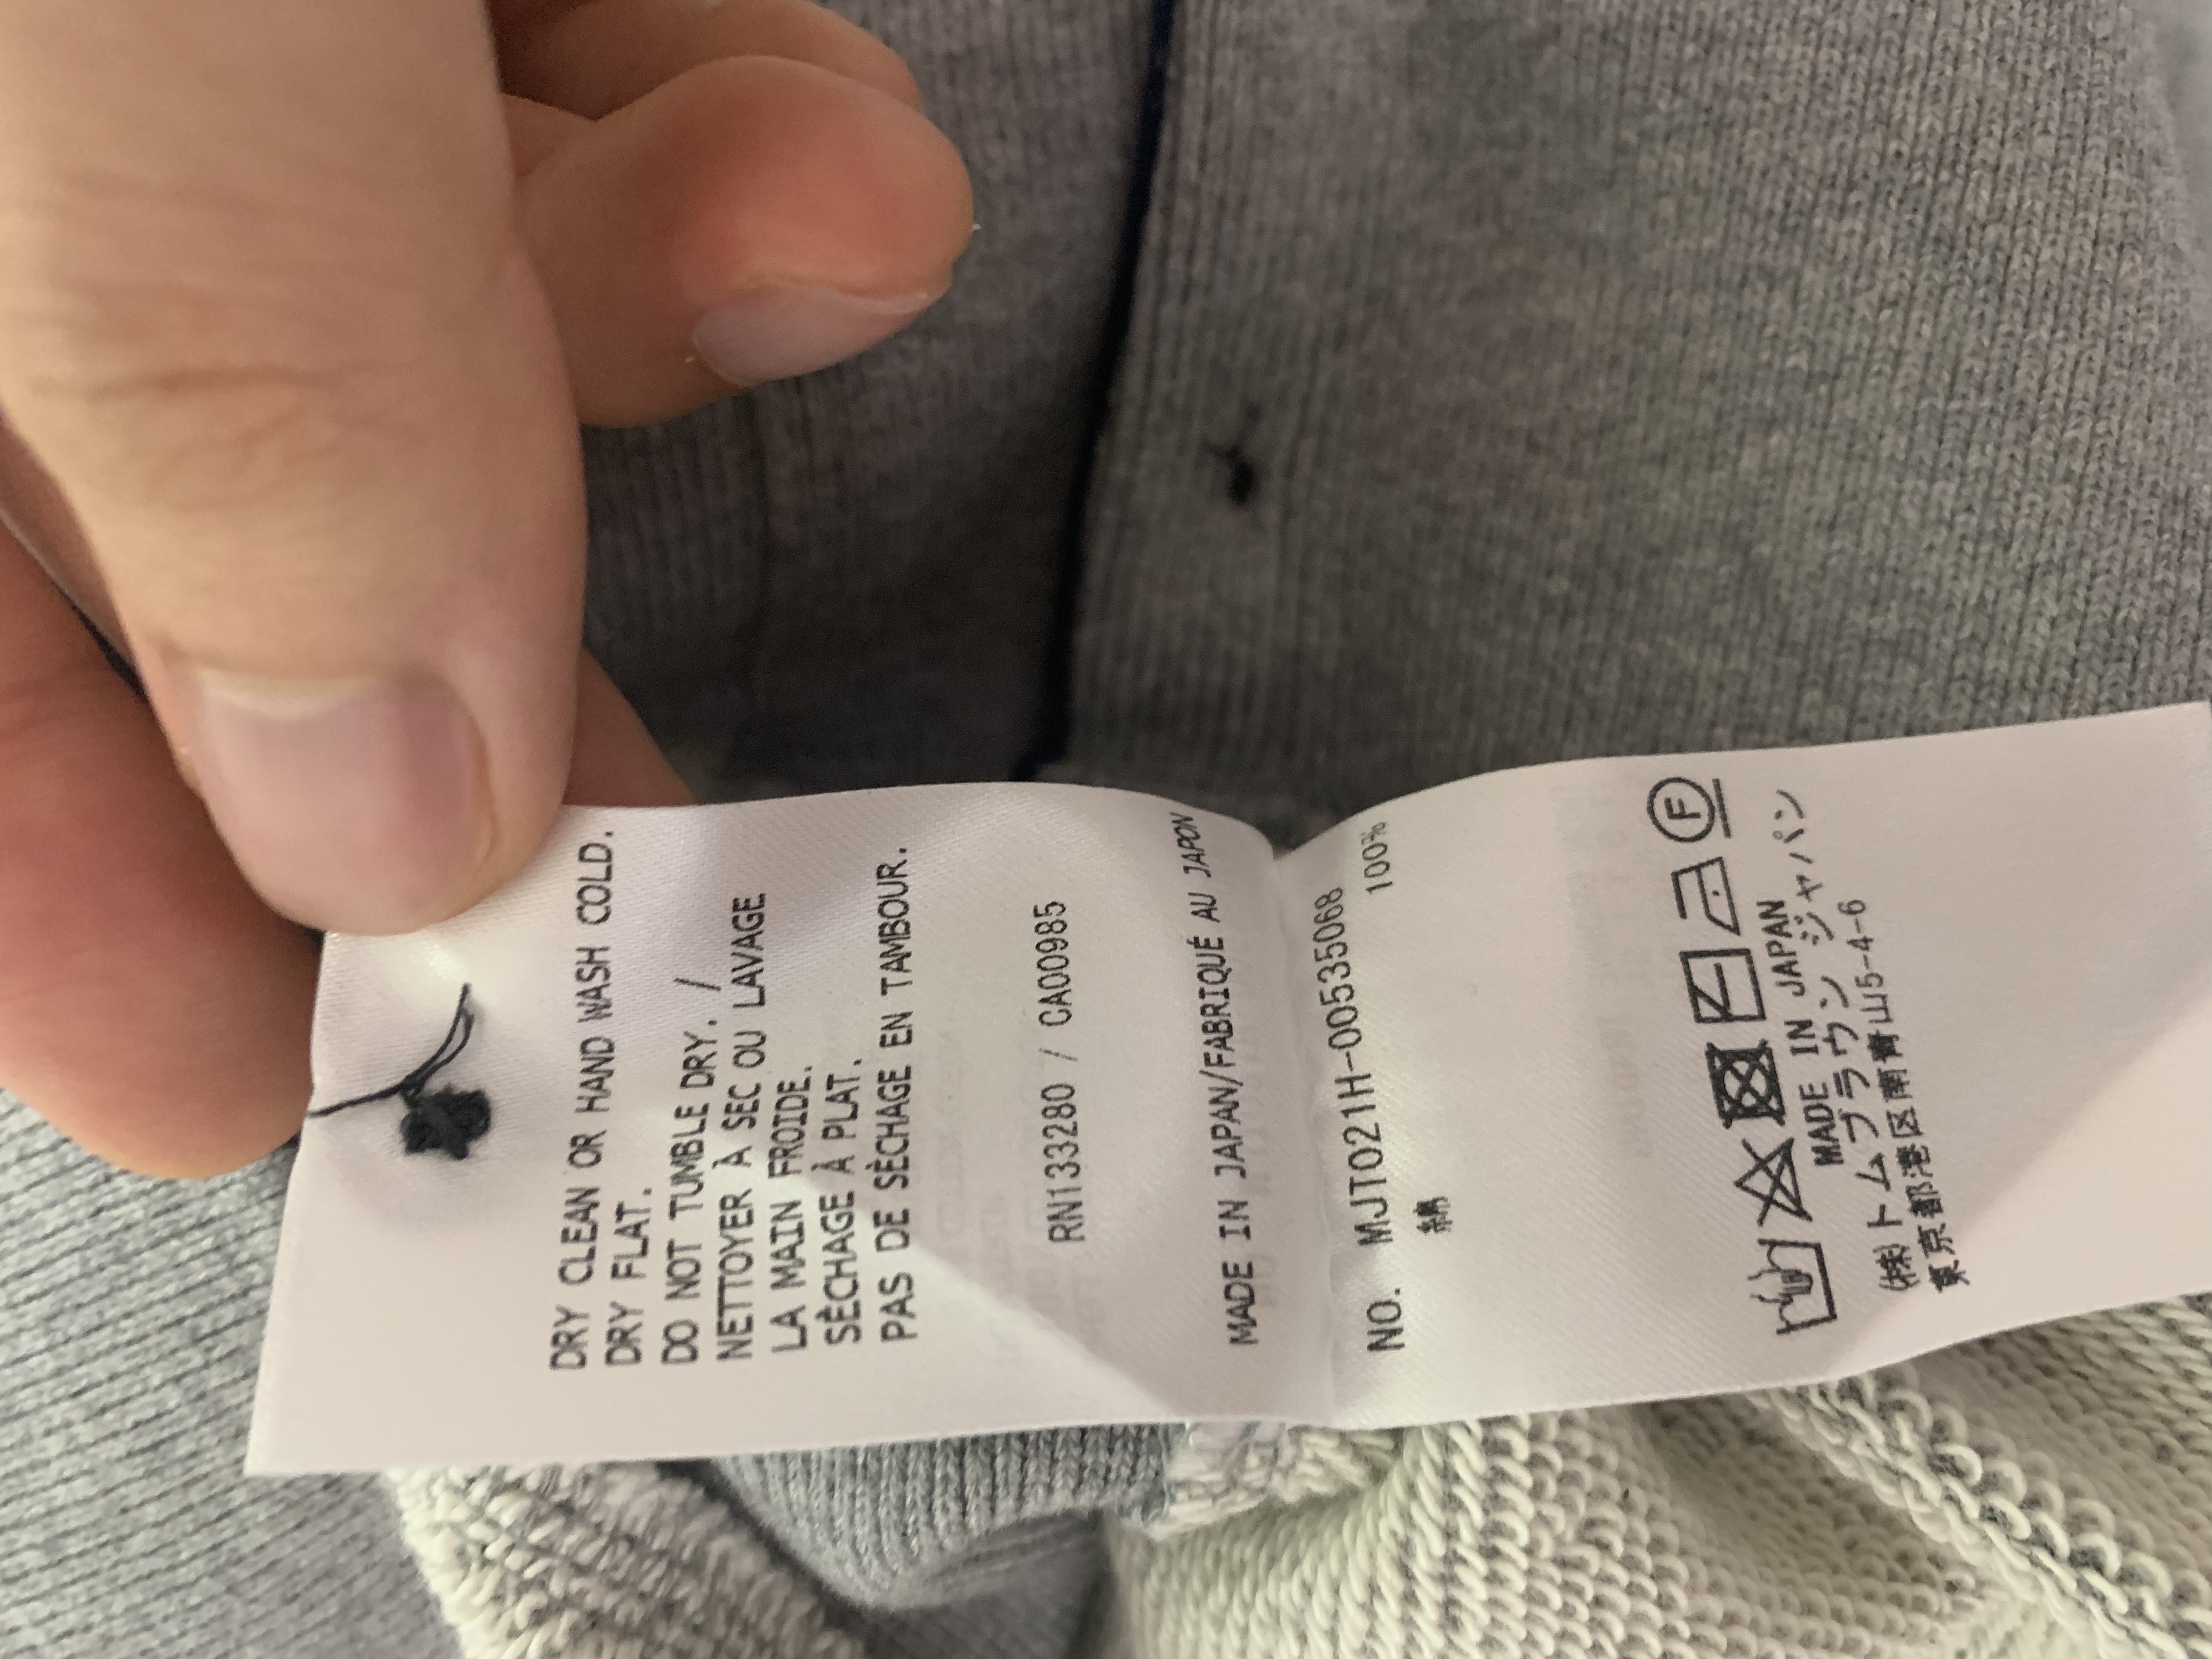 DRY CLEAN OR HAND WASH COLD.
DRY FLAT.
DO NOT TUMBLE DRY. /
NETTOYER À SEC OU LAVAGE
LA MAIN FROIDE.
SÈCHAGE À PLAT.
PAS DE SÈCHAGE EN TAMBOUR.
RN133280 / CA00985
MADE IN JAPAN/FABRIQUÉ AU JAPON
NO. MJT021H-00535068
綿 100%
F
MADE IN JAPAN
(株)トムブラウン ジャパン
東京都港区南青山5-4-6